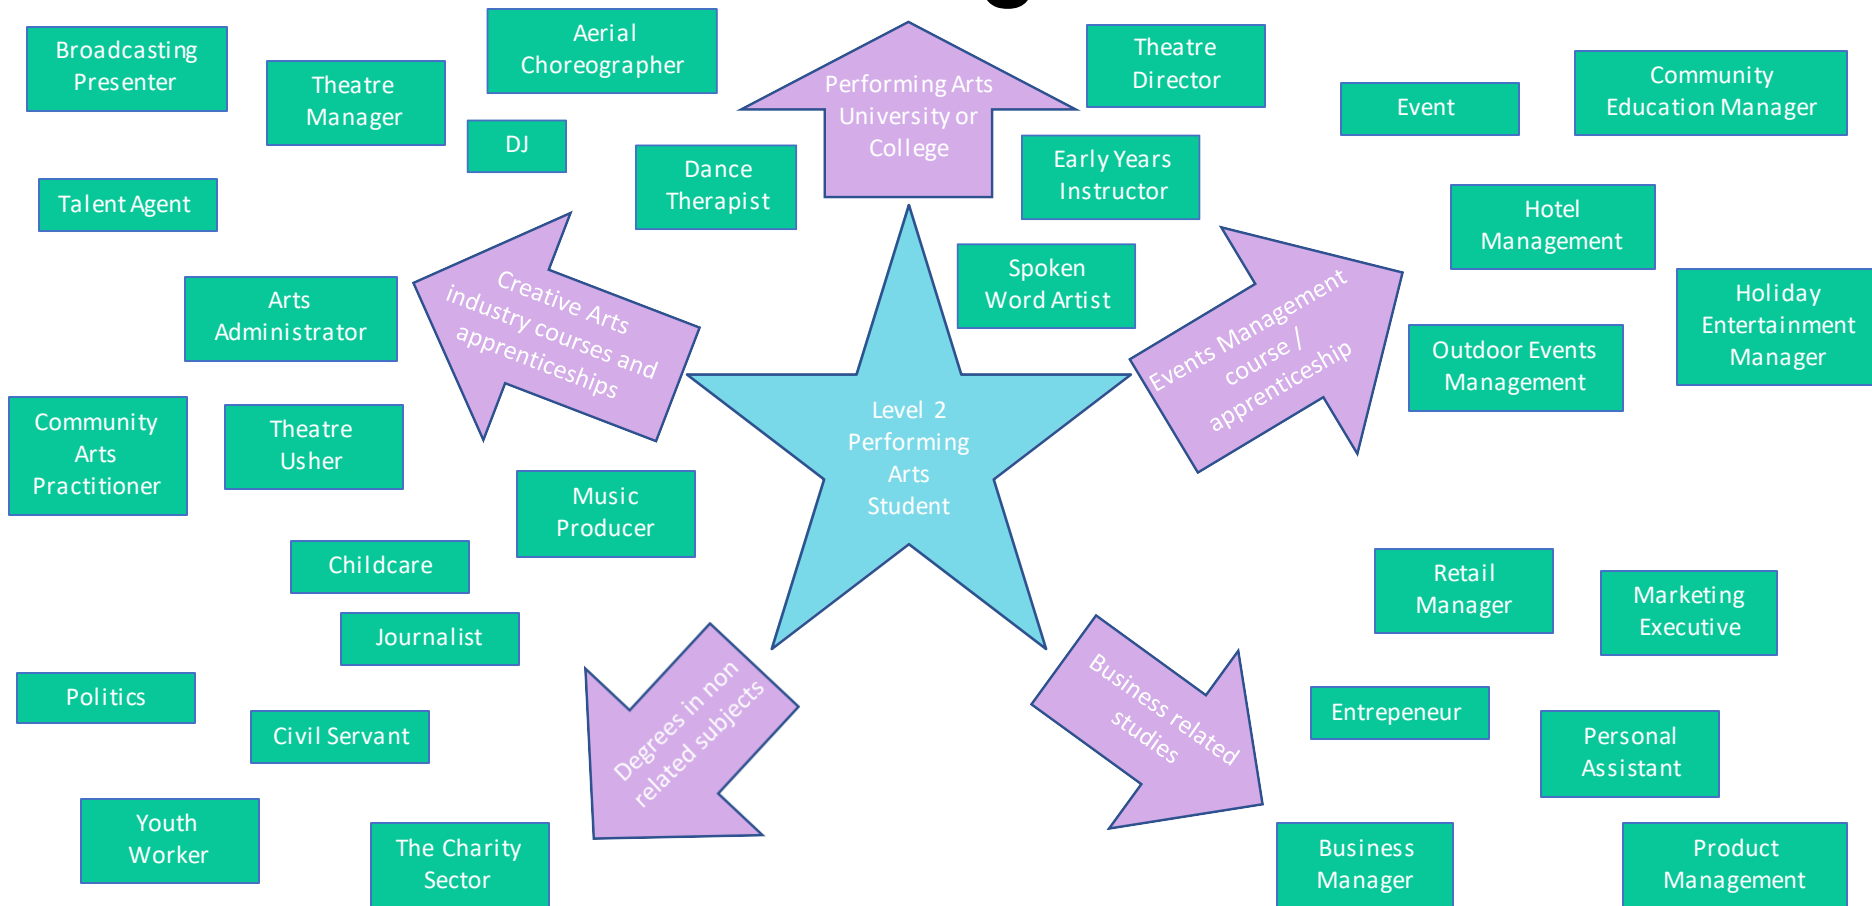 Broadcasting
Presenter
Theatre
Manager
Aerial
Choreographer
DJ
Talent Agent
Dance
Therapist
Performing Arts
University or
College
Theatre
Director
Early Years
Instructor
Spoken
Word Artist
Event
Community
Education Manager
Hotel
Management
Holiday
Entertainment
Manager
Outdoor Events
Management
Creative Arts
industry courses and
apprenticeships
Events Management
course /
apprenticeship
Arts
Administrator
Community
Arts
Practitioner
Theatre
Usher
Music
Producer
Level 2
Performing
Arts
Student
Childcare
Journalist
Politics
Civil Servant
Youth
Worker
The Charity
Sector
Degrees in non
related subjects
Business related
studies
Retail
Manager
Marketing
Executive
Entrepeneur
Personal
Assistant
Business
Manager
Product
Management